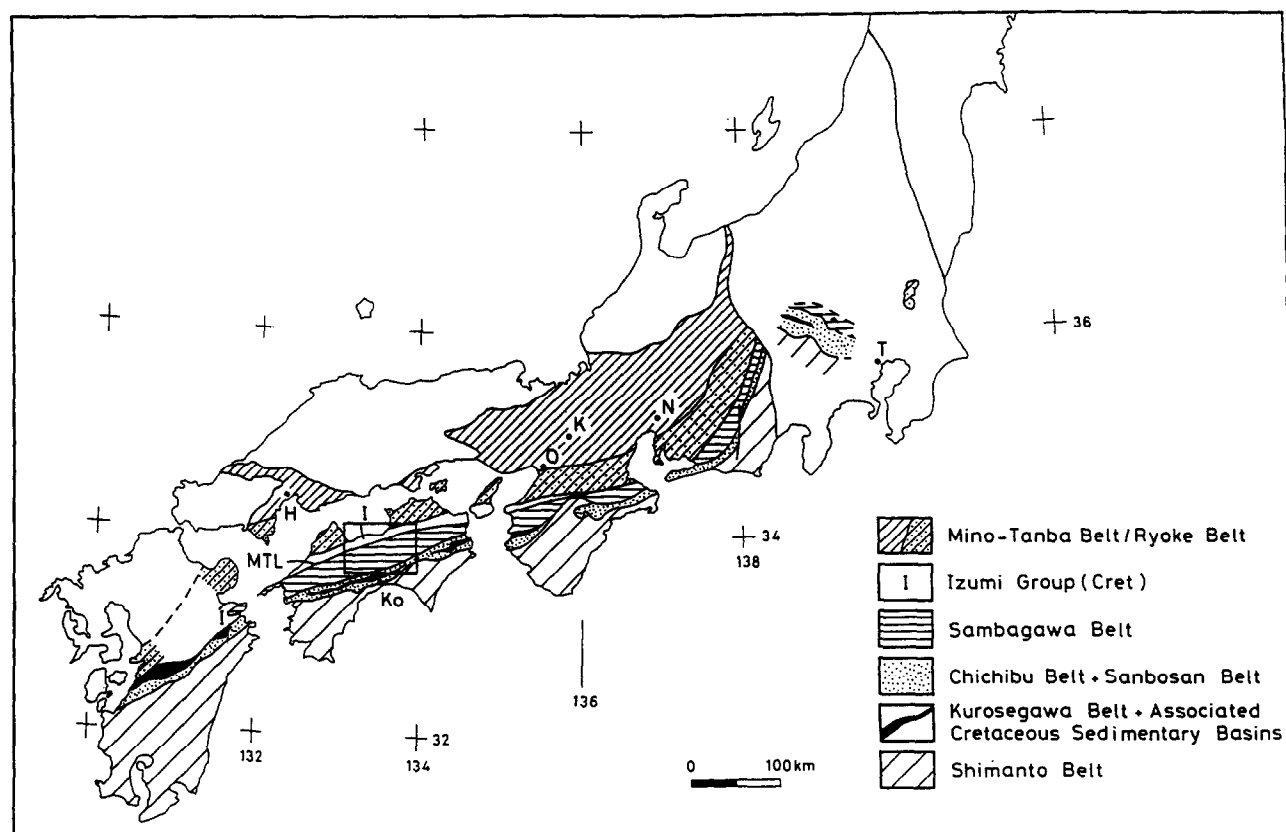 36
T
N
K
O
H
I
MTL
34
138
Ko
136
32
132
134
0 100km
Mino-Tanba Belt/Ryoke Belt
I Izumi Group (Cret)
Sambagawa Belt
Chichibu Belt + Sanbosan Belt
Kurosegawa Belt + Associated
Cretaceous Sedimentary Basins
Shimanto Belt